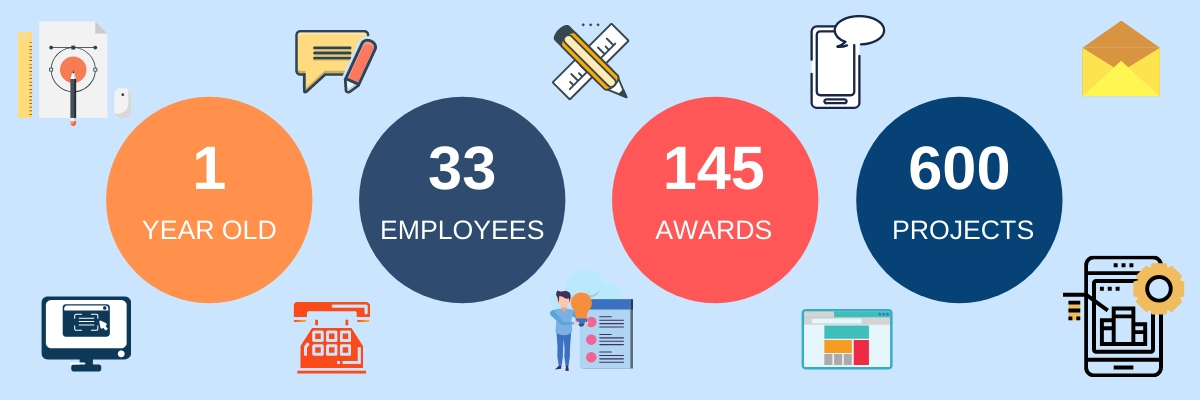 1
YEAR OLD
33
EMPLOYEES
145
AWARDS
600
PROJECTS